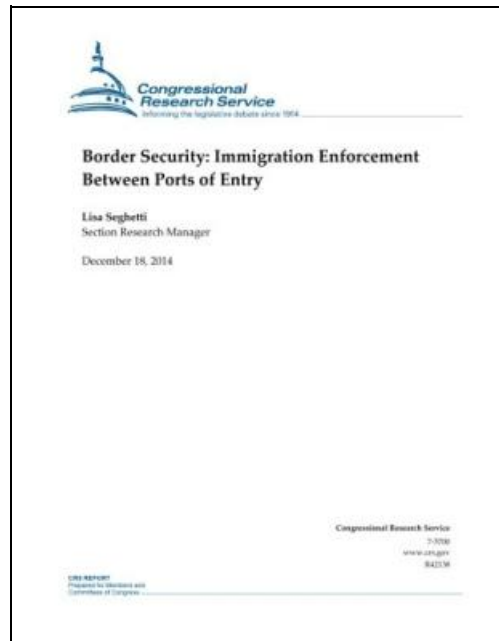 Congressional
Research Service
Informing the legislative debate since 1914
Border Security: Immigration Enforcement
Between Ports of Entry
Lisa Seghetti
Section Research Manager
December 18, 2014
Congressional Research Service
7-5700
www.crs.gov
R42138
CRS REPORT
Prepared for Members and
Committees of Congress